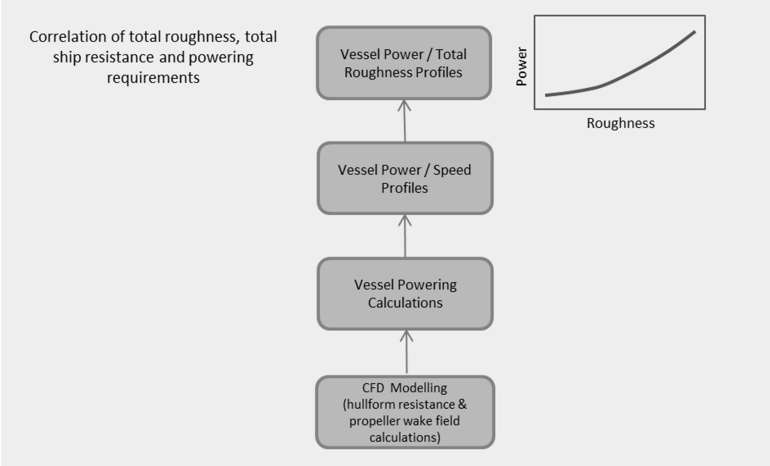 Correlation of total roughness, total
ship resistance and powering
requirements
Vessel Power / Total
Roughness Profiles
Power
Roughness
Vessel Power / Speed
Profiles
Vessel Powering
Calculations
CFD Modelling
(hullform resistance &
propeller wake field
calculations)